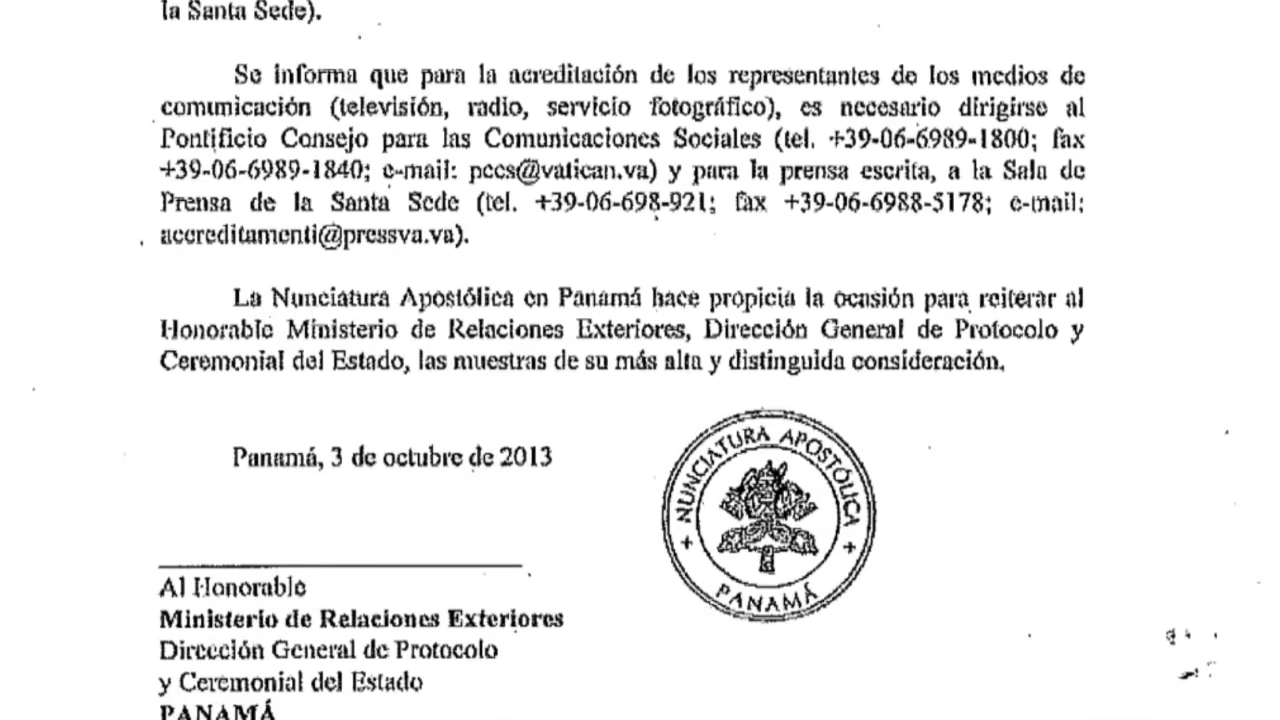 la Santa Sede).
Se informa que para la acreditación de los representantes de los medios de
comunicación (televisión, radio, servicio fotográfico), es necesario dirigirse al
Pontificio Consejo para las Comunicaciones Sociales (tel. +39-06-6989-1800; fax
+39-06-6989-1840; e-mail: pccs@vatican.va) y para la prensa escrita, a la Sala de
Prensa de la Santa Sede (tel. +39-06-698-921; fax +39-06-6988-5178; e-mail:
accreditamenti@pressva.va).
La Nunciatura Apostólica en Panamá hace propicia la ocasión para reiterar al
Honorable Ministerio de Relaciones Exteriores, Dirección General de Protocolo y
Ceremonial del Estado, las muestras de su más alta y distinguida consideración.
Panamá, 3 de octubre de 2013
NUNCIATURA APOSTÓLICA
PANAMÁ
Al Honorable
Ministerio de Relaciones Exteriores
Dirección General de Protocolo
y Ceremonial del Estado
PANAMÁ